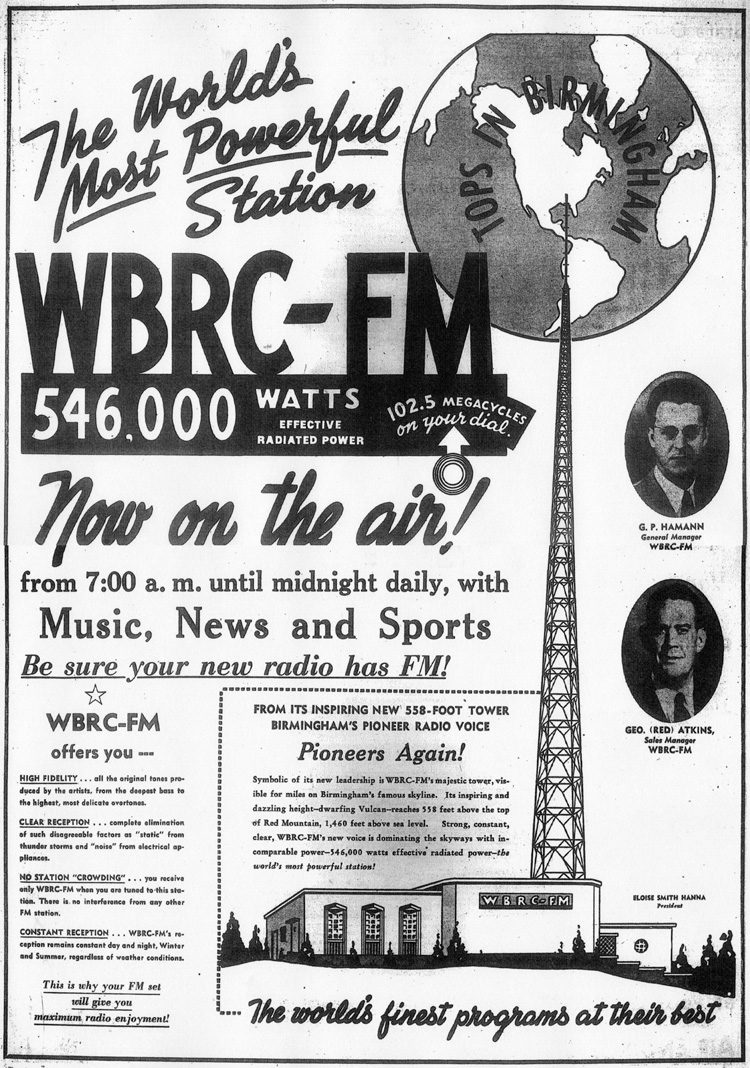 The World's
Most Powerful
Station
TOPS IN BIRMINGHAM
WBRC-FM
546,000
WATTS
EFFECTIVE
RADIATED POWER
102.5 MEGACYCLES
on your dial.
Now on the air!
from 7:00 a. m. until midnight daily, with
Music, News and Sports
Be sure your new radio has FM!
G. P. HAMANN
General Manager
WBRC-FM
GEO. (RED) ATKINS,
Sales Manager
WBRC-FM
WBRC-FM
offers you ---
HIGH FIDELITY . . . all the original tones pro-
duced by the artists, from the deepest bass to
the highest, most delicate overtones.
CLEAR RECEPTION . . . complete elimination
of such disagreeable factors as "static" from
thunder storms and "noise" from electrical ap-
pliances.
NO STATION "CROWDING" . . . you receive
only WBRC-FM when you are tuned to this sta-
tion. There is no interference from any other
FM station.
CONSTANT RECEPTION . . . WBRC-FM's re-
ception remains constant day and night, Winter
and Summer, regardless of weather conditions.
This is why your FM set
will give you
maximum radio enjoyment!
FROM ITS INSPIRING NEW 558-FOOT TOWER
BIRMINGHAM'S PIONEER RADIO VOICE
Pioneers Again!
Symbolic of its new leadership is WBRC-FM's majestic tower, vis-
ible for miles on Birmingham's famous skyline. Its inspiring and
dazzling height—dwarfing Vulcan—reaches 558 feet above the top
of Red Mountain, 1,460 feet above sea level. Strong, constant,
clear, WBRC-FM's new voice is dominating the skyways with in-
comparable power—546,000 watts effective radiated power—the
world's most powerful station!
WBRC-FM
ELOISE SMITH HANNA
President
The world's finest programs at their best